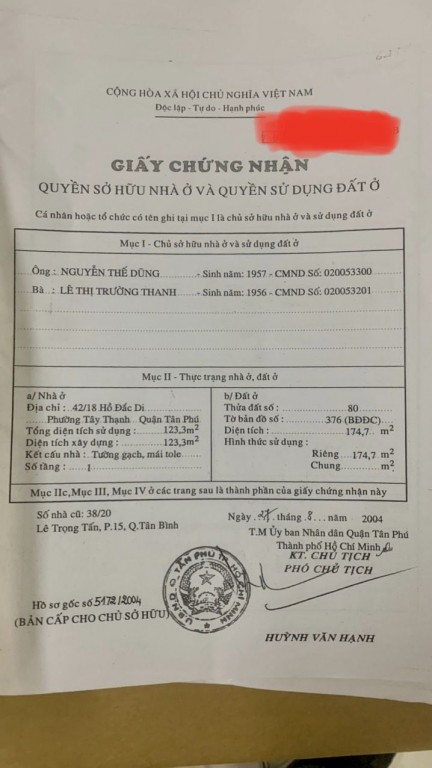 CỘNG HÒA XÃ HỘI CHỦ NGHĨA VIỆT NAM
Độc lập - Tự do - Hạnh phúc
GIẤY CHỨNG NHẬN
QUYỀN SỞ HỮU NHÀ Ở VÀ QUYỀN SỬ DỤNG ĐẤT Ở
Cá nhân hoặc tổ chức có tên ghi tại mục I là chủ sở hữu nhà ở và sử dụng đất ở
Mục I - Chủ sở hữu nhà ở và sử dụng đất ở
Ông : NGUYỄN THẾ DŨNG - Sinh năm: 1957 - CMND Số: 020053300
Bà : LÊ THỊ TRƯỜNG THANH - Sinh năm: 1956 - CMND Số: 020053201
Mục II - Thực trạng nhà ở, đất ở
a/ Nhà ở
Địa chỉ : 42/18 Hồ Đắc Di
Phường Tây Thạnh Quận Tân Phú
Tổng diện tích sử dụng : 123,3m²
Diện tích xây dựng : 123,3m²
Kết cấu nhà : Tường gạch, mái tole
Số tầng : 1
b/ Đất ở
Thửa đất số : 80
Tờ bản đồ số : 376 (BĐĐC)
Diện tích : 174,7 m²
Hình thức sử dụng :
Riêng 174,7 m²
Chung m²
Mục IIc, Mục III, Mục IV ở các trang sau là thành phần của giấy chứng nhận này
Số nhà cũ: 38/20
Lê Trọng Tấn, P.15, Q.Tân Bình
Ngày 27 tháng 8 năm 2004
T.M Ủy ban Nhân dân Quận Tân Phú
Thành phố Hồ Chí Minh
KT. CHỦ TỊCH
PHÓ CHỦ TỊCH
U.B.N.D. Q. TÂN PHÚ T. P. HỒ CHÍ MINH
Hồ sơ gốc số 5172/2004
(BẢN CẤP CHO CHỦ SỞ HỮU)
HUỲNH VĂN HẠNH